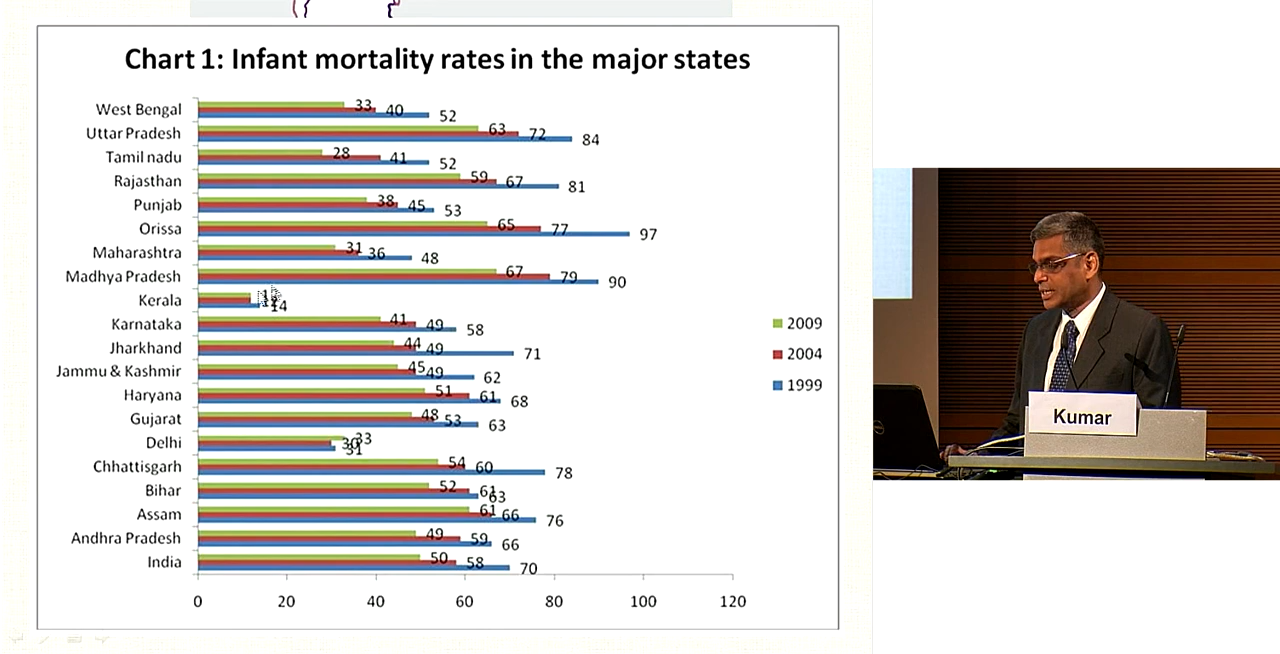 Chart 1: Infant mortality rates in the major states
West Bengal 33 40 52
Uttar Pradesh 63 72 84
Tamil nadu 28 41 52
Rajasthan 59 67 81
Punjab 38 45 53
Orissa 65 77 97
Maharashtra 31 36 48
Madhya Pradesh 67 79 90
Kerala 14
Karnataka 41 49 58
Jharkhand 44 49 71
Jammu & Kashmir 45 49 62
Haryana 51 61 68
Gujarat 48 53 63
Delhi 33 30 31
Chhattisgarh 54 60 78
Bihar 52 61 63
Assam 61 66 76
Andhra Pradesh 49 59 66
India 50 58 70
0 20 40 60 80 100 120
2009
2004
1999
Kumar